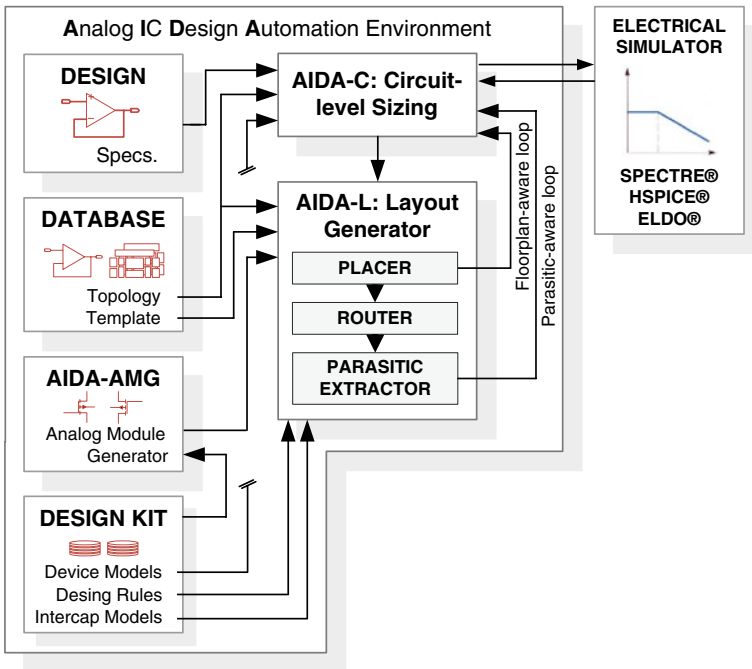 Analog IC Design Automation Environment
DESIGN
Specs.
DATABASE
Topology
Template
AIDA-AMG
Analog Module
Generator
DESIGN KIT
Device Models
Desing Rules
Intercap Models
AIDA-C: Circuit-
level Sizing
AIDA-L: Layout
Generator
PLACER
ROUTER
PARASITIC
EXTRACTOR
Floorplan-aware loop
Parasitic-aware loop
ELECTRICAL
SIMULATOR
SPECTRE®
HSPICE®
ELDO®